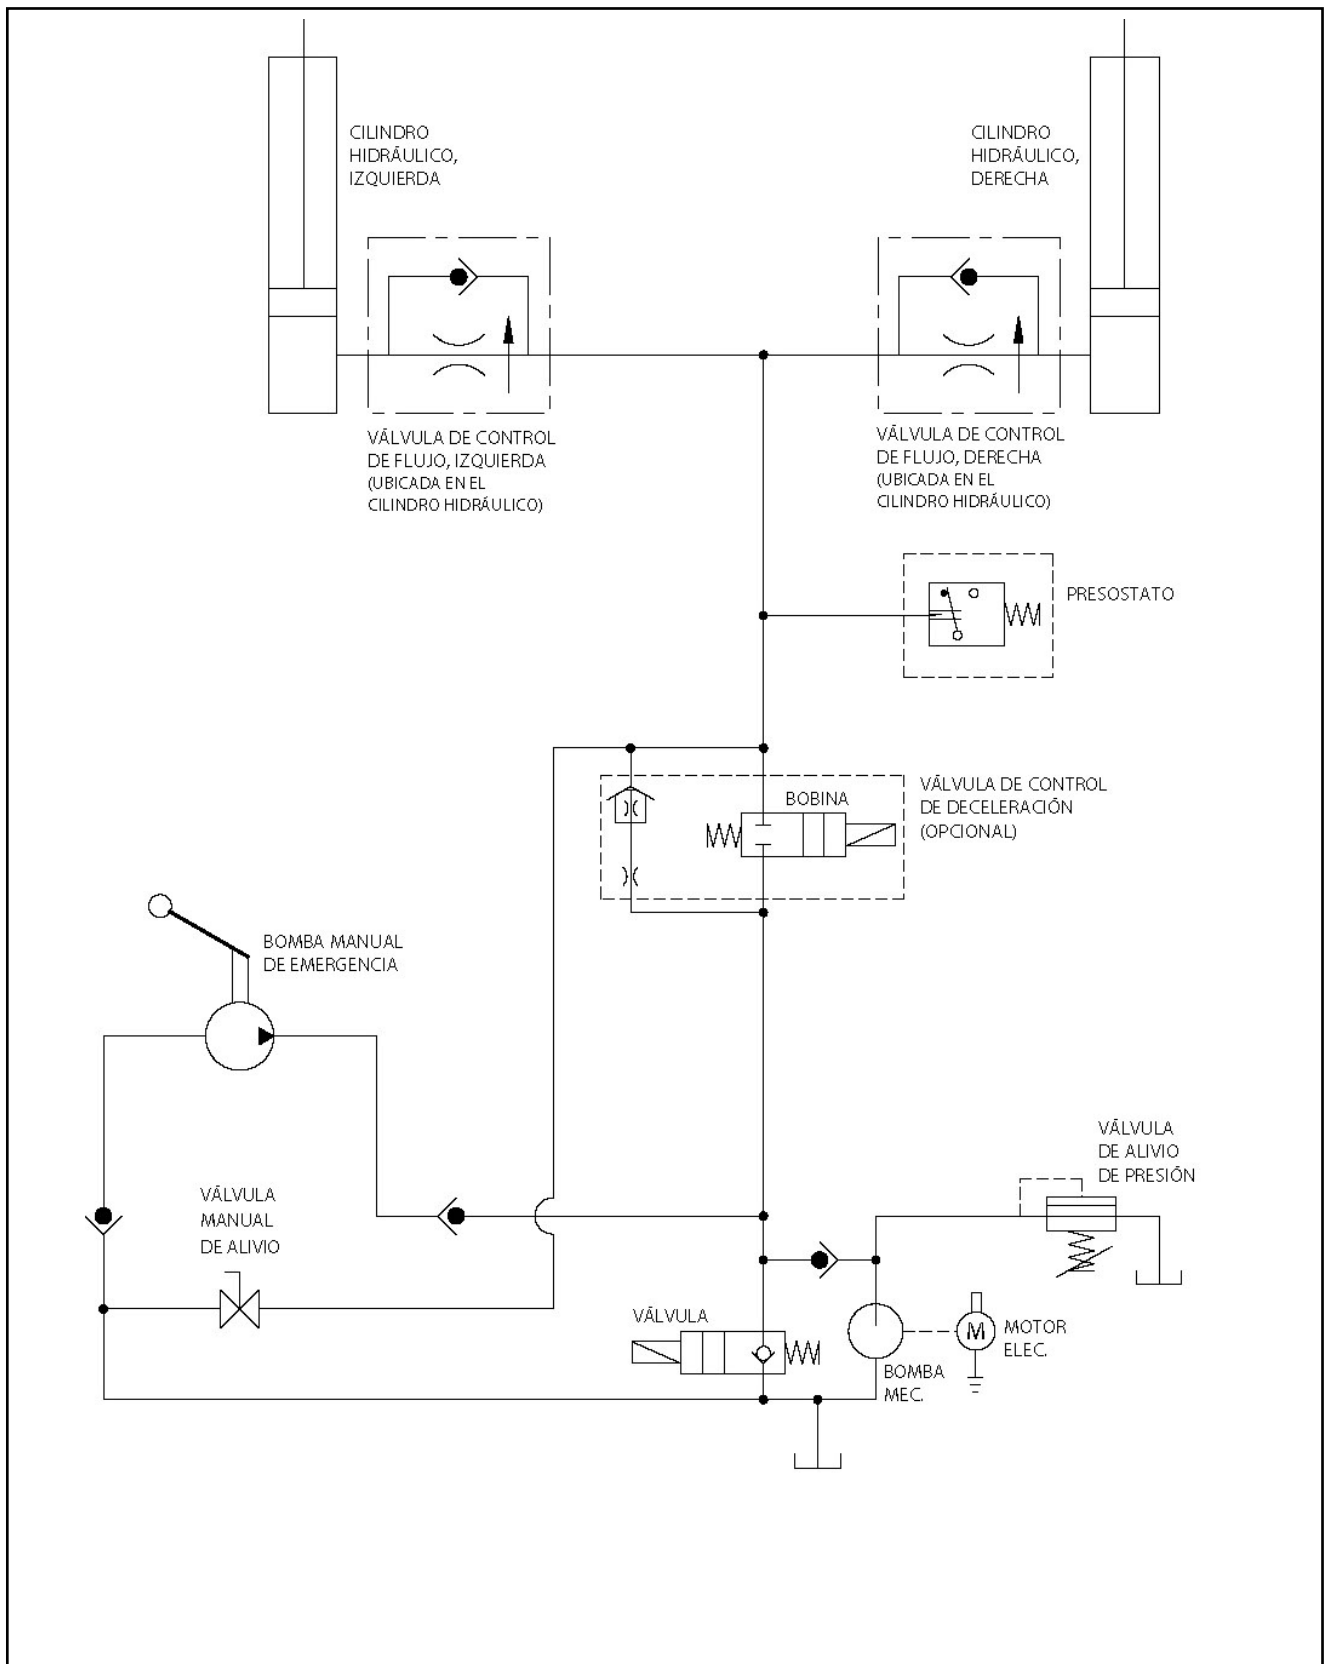 CILINDRO
HIDRÁULICO,
IZQUIERDA
CILINDRO
HIDRÁULICO,
DERECHA
VÁLVULA DE CONTROL
DE FLUJO, IZQUIERDA
(UBICADA EN EL
CILINDRO HIDRÁULICO)
VÁLVULA DE CONTROL
DE FLUJO, DERECHA
(UBICADA EN EL
CILINDRO HIDRÁULICO)
PRESOSTATO
BOBINA
VÁLVULA DE CONTROL
DE DECELERACIÓN
(OPCIONAL)
BOMBA MANUAL
DE EMERGENCIA
VÁLVULA
DE ALIVIO
DE PRESIÓN
VÁLVULA
MANUAL
DE ALIVIO
VÁLVULA
M
MOTOR
ELEC.
BOMBA
MEC.